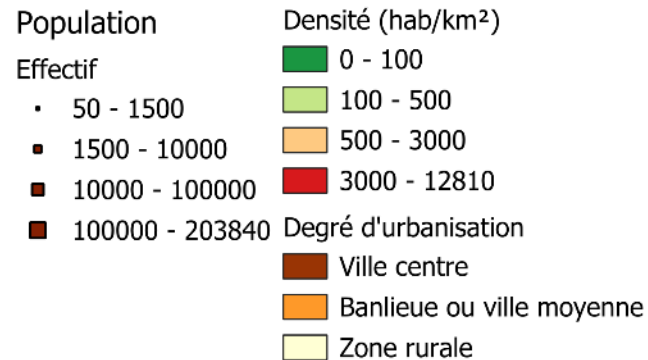 Population
Effectif
50 - 1500
1500 - 10000
10000 - 100000
100000 - 203840
Densité (hab/km²)
0 - 100
100 - 500
500 - 3000
3000 - 12810
Degré d'urbanisation
Ville centre
Banlieue ou ville moyenne
Zone rurale